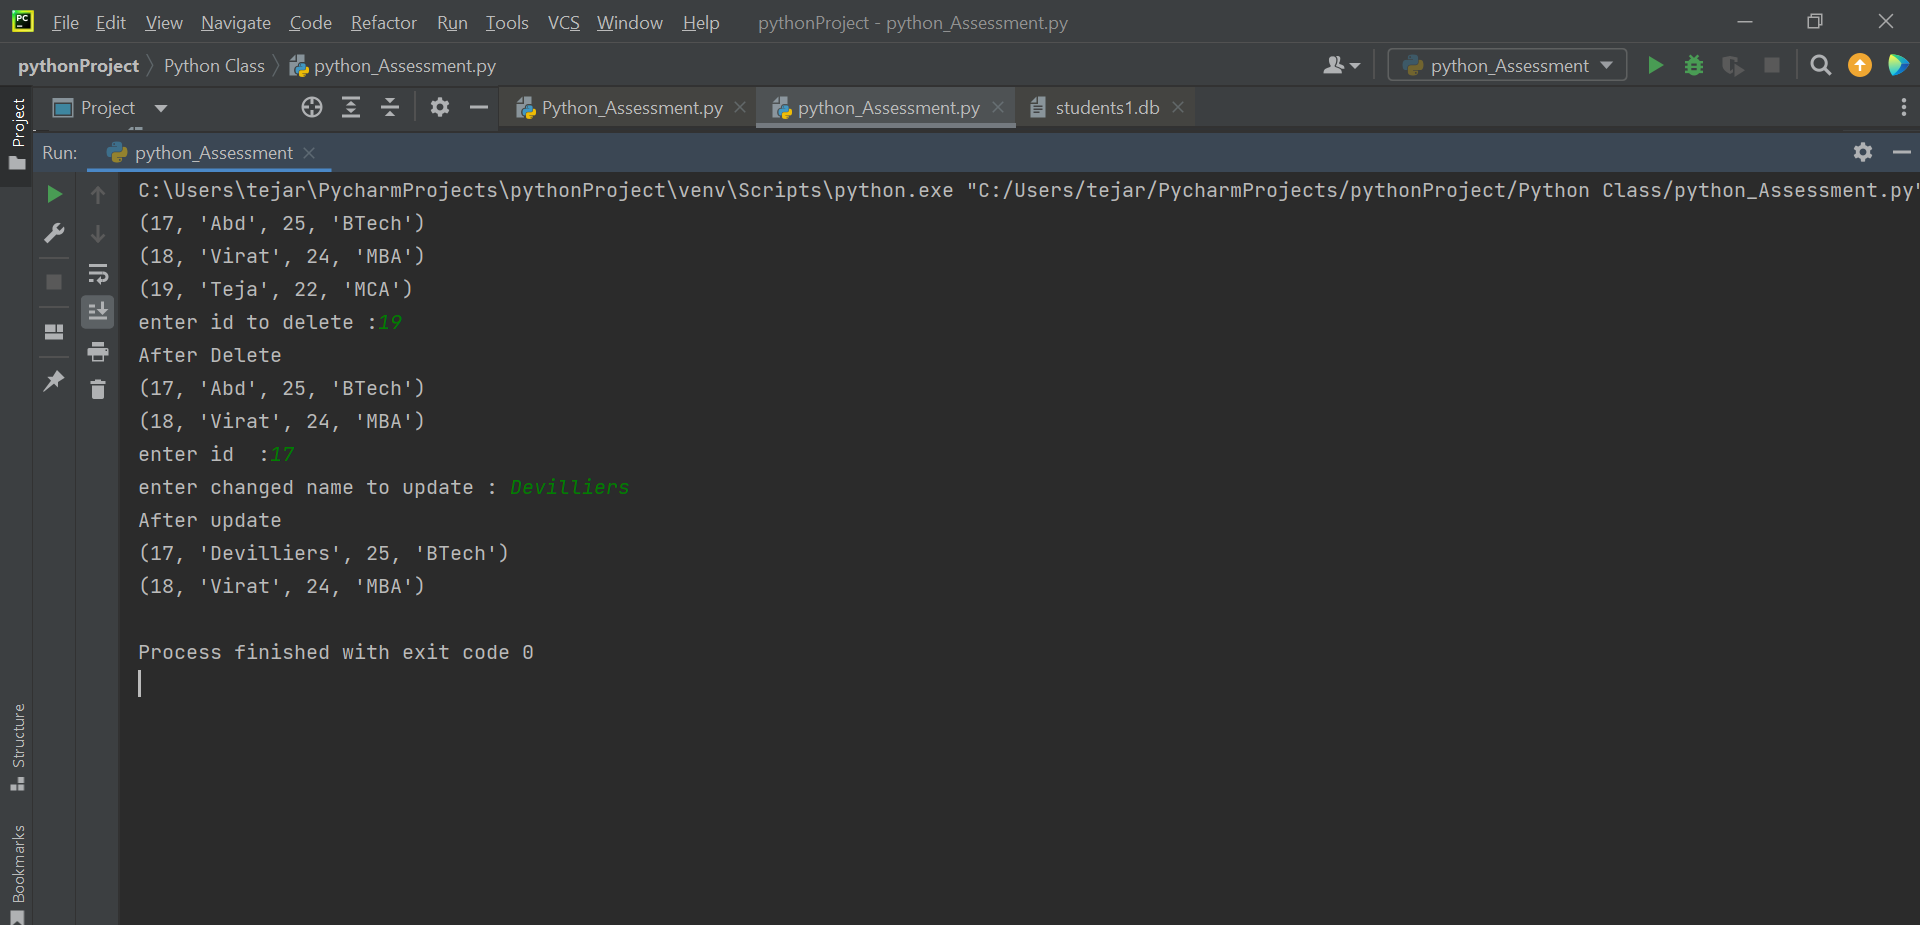 PC File Edit View Navigate Code Refactor Run Tools VCS Window Help pythonProject - python_Assessment.py
pythonProject Python Class python_Assessment.py python_Assessment
Project Project Python_Assessment.py python_Assessment.py students1.db
Run: python_Assessment
C:\Users\tejar\PycharmProjects\pythonProject\venv\Scripts\python.exe "C:/Users/tejar/PycharmProjects/pythonProject/Python Class/python_Assessment.py"
(17, 'Abd', 25, 'BTech')
(18, 'Virat', 24, 'MBA')
(19, 'Teja', 22, 'MCA')
enter id to delete :19
After Delete
(17, 'Abd', 25, 'BTech')
(18, 'Virat', 24, 'MBA')
enter id  :17
enter changed name to update : Devilliers
After update
(17, 'Devilliers', 25, 'BTech')
(18, 'Virat', 24, 'MBA')
Process finished with exit code 0
Structure
Bookmarks